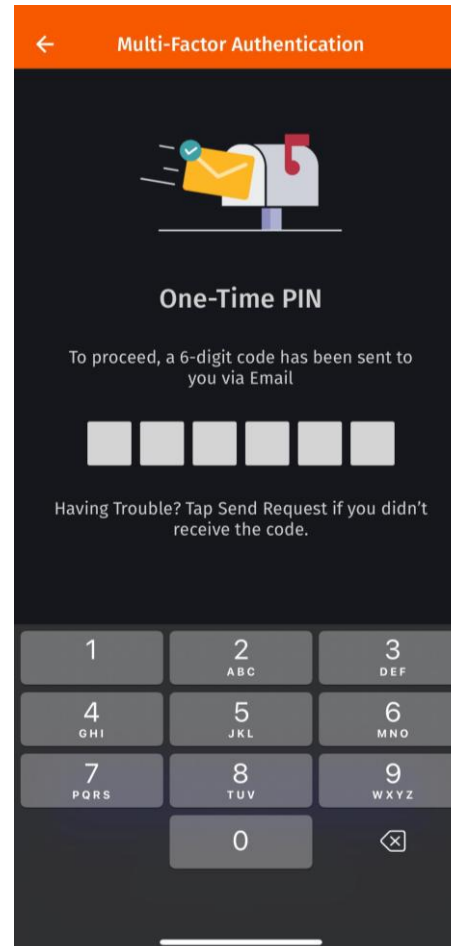 Multi-Factor Authentication
One-Time PIN
To proceed, a 6-digit code has been sent to
you via Email
Having Trouble? Tap Send Request if you didn’t
receive the code.
1 2 3
ABC DEF
4 5 6
GHI JKL MNO
7 8 9
PQRS TUV WXYZ
0